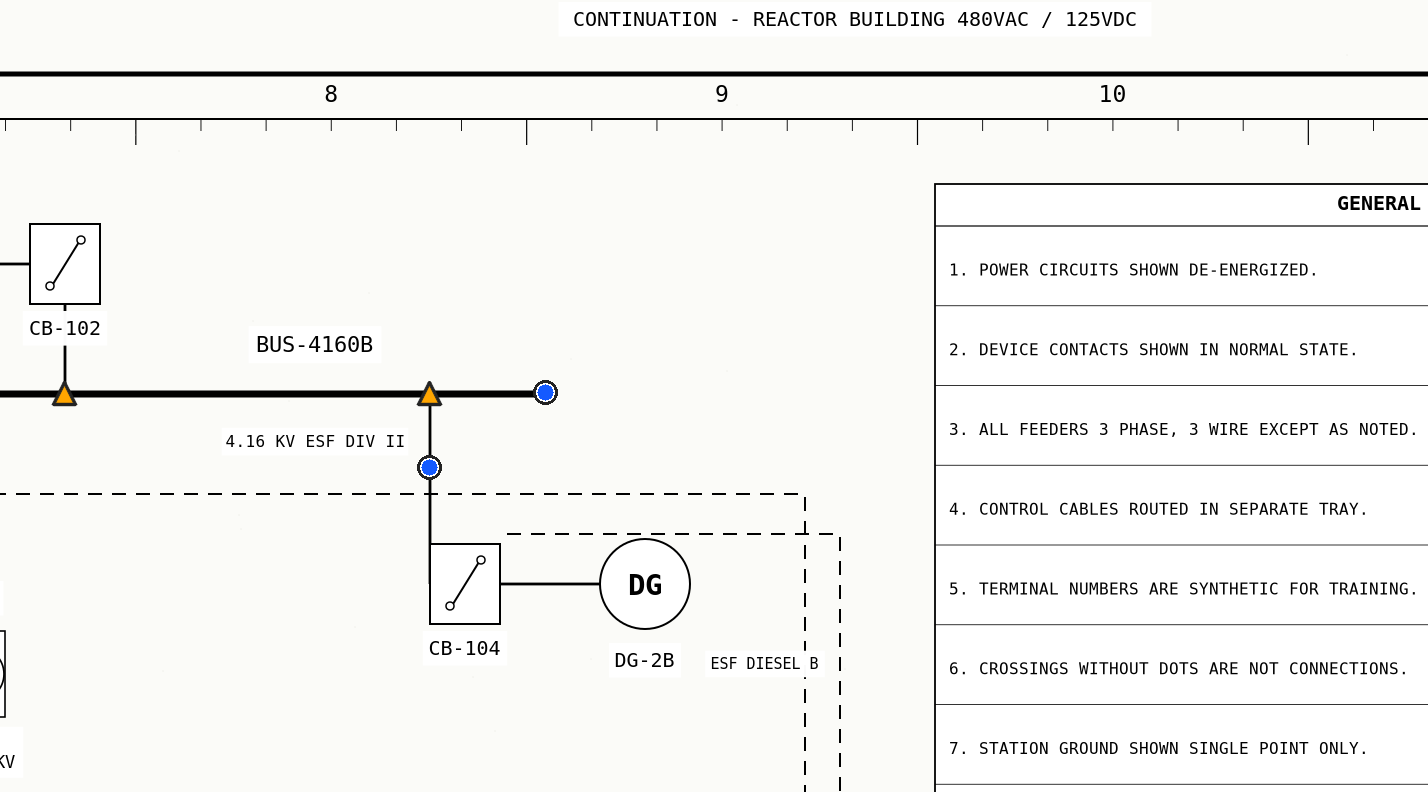 CONTINUATION - REACTOR BUILDING 480VAC / 125VDC
8
9
10
GENERAL
1. POWER CIRCUITS SHOWN DE-ENERGIZED.
CB-102
BUS-4160B
2. DEVICE CONTACTS SHOWN IN NORMAL STATE.
4.16 KV ESF DIV II
3. ALL FEEDERS 3 PHASE, 3 WIRE EXCEPT AS NOTED.
4. CONTROL CABLES ROUTED IN SEPARATE TRAY.
DG
5. TERMINAL NUMBERS ARE SYNTHETIC FOR TRAINING.
CB-104
DG-2B
ESF DIESEL B
6. CROSSINGS WITHOUT DOTS ARE NOT CONNECTIONS.
7. STATION GROUND SHOWN SINGLE POINT ONLY.
KV